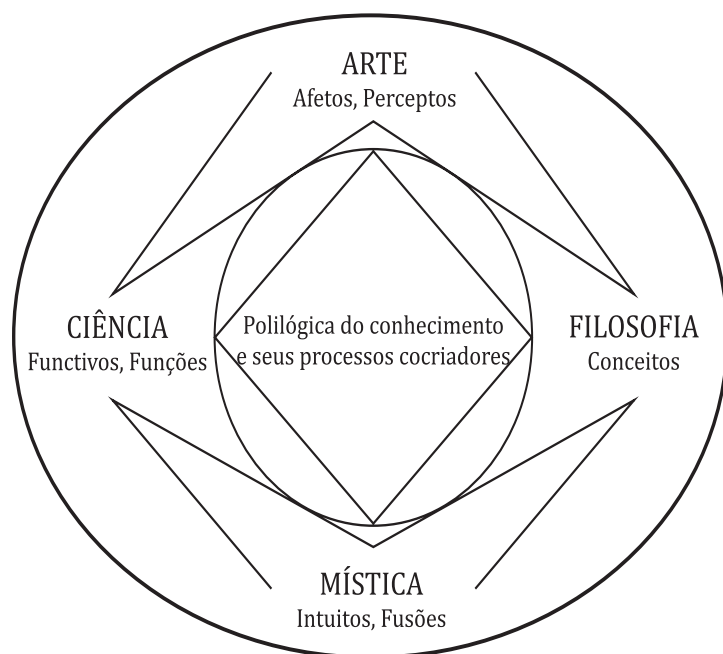 ARTE
Afetos, Perceptos
CIÊNCIA
Functivos, Funções
Polilógica do conhecimento
e seus processos cocriadores
FILOSOFIA
Conceitos
MÍSTICA
Intuitos, Fusões